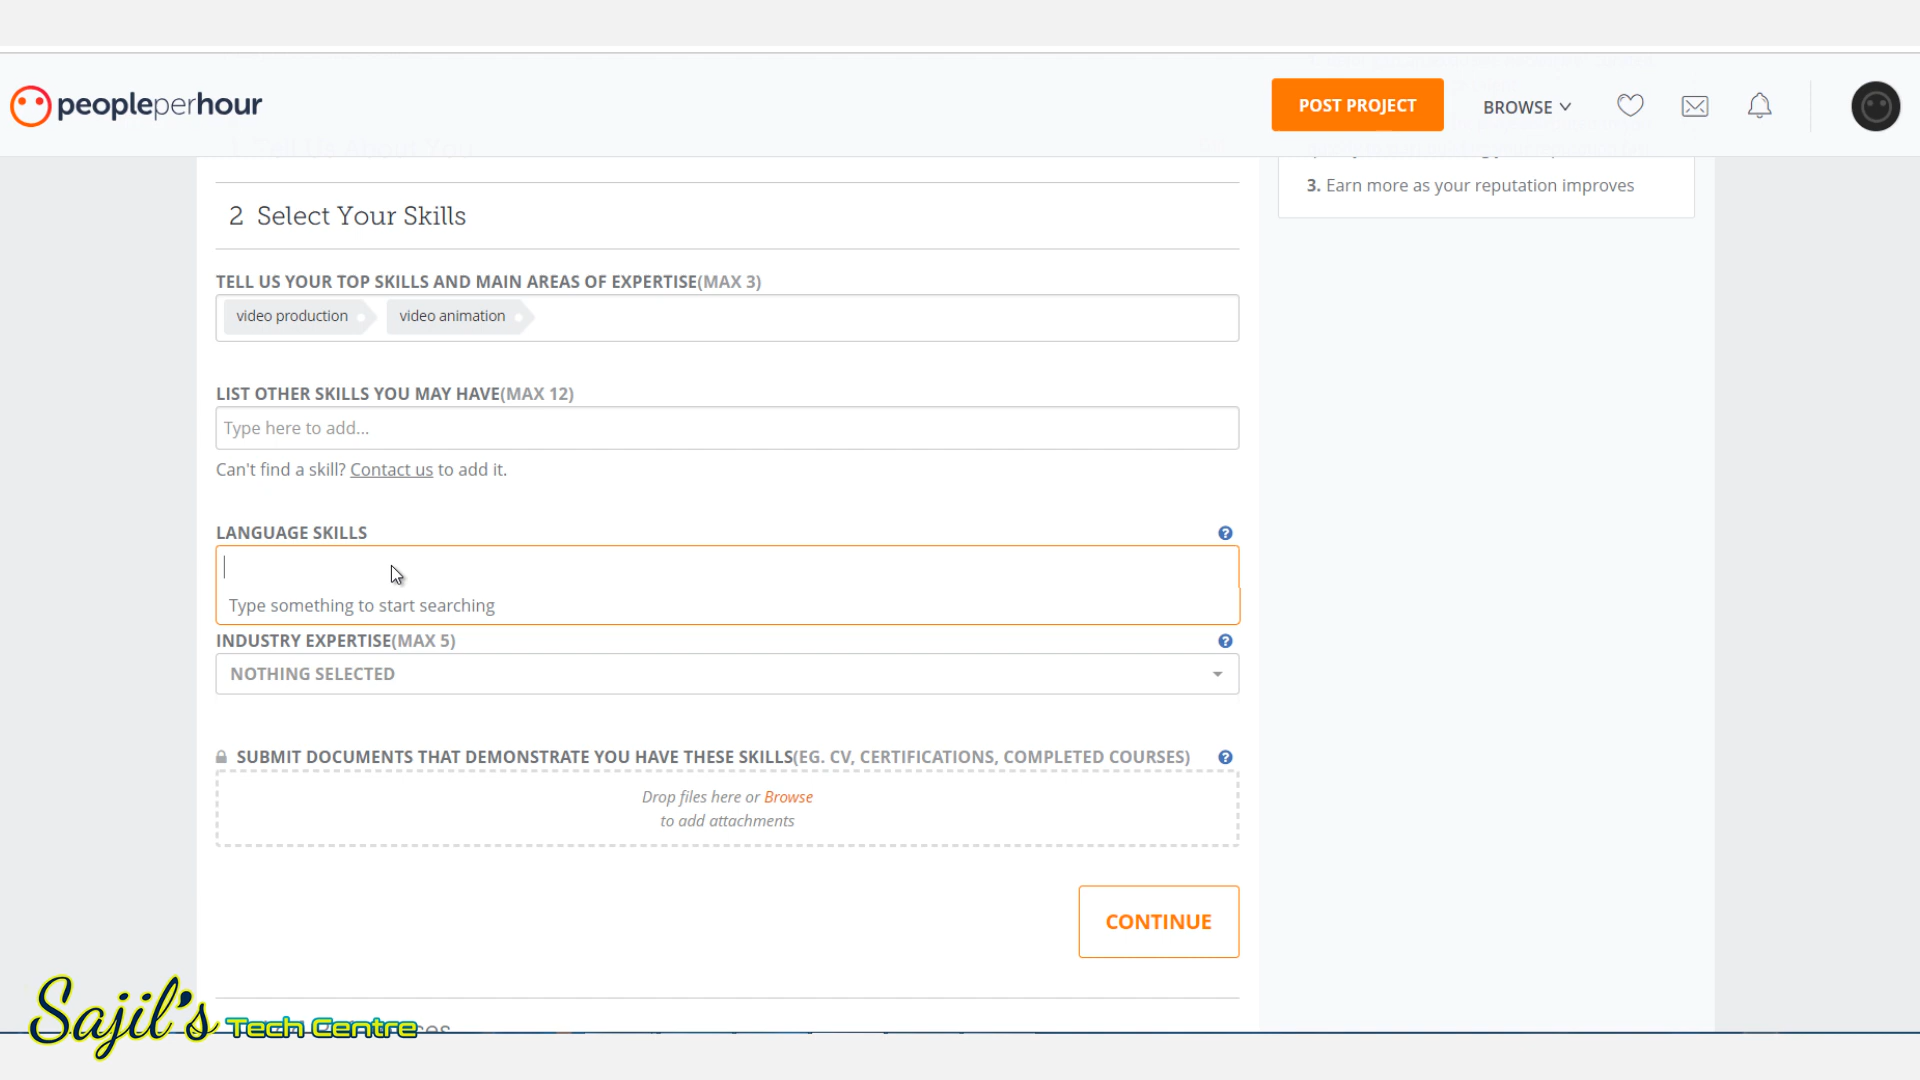 peopleperhour
POST PROJECT
BROWSE
3. Earn more as your reputation improves
2 Select Your Skills
TELL US YOUR TOP SKILLS AND MAIN AREAS OF EXPERTISE(MAX 3)
video production
video animation
LIST OTHER SKILLS YOU MAY HAVE(MAX 12)
Type here to add...
Can't find a skill? Contact us to add it.
LANGUAGE SKILLS
Type something to start searching
INDUSTRY EXPERTISE(MAX 5)
NOTHING SELECTED
SUBMIT DOCUMENTS THAT DEMONSTRATE YOU HAVE THESE SKILLS(EG. CV, CERTIFICATIONS, COMPLETED COURSES)
Drop files here or Browse
to add attachments
CONTINUE
Sajil's Tech Centre